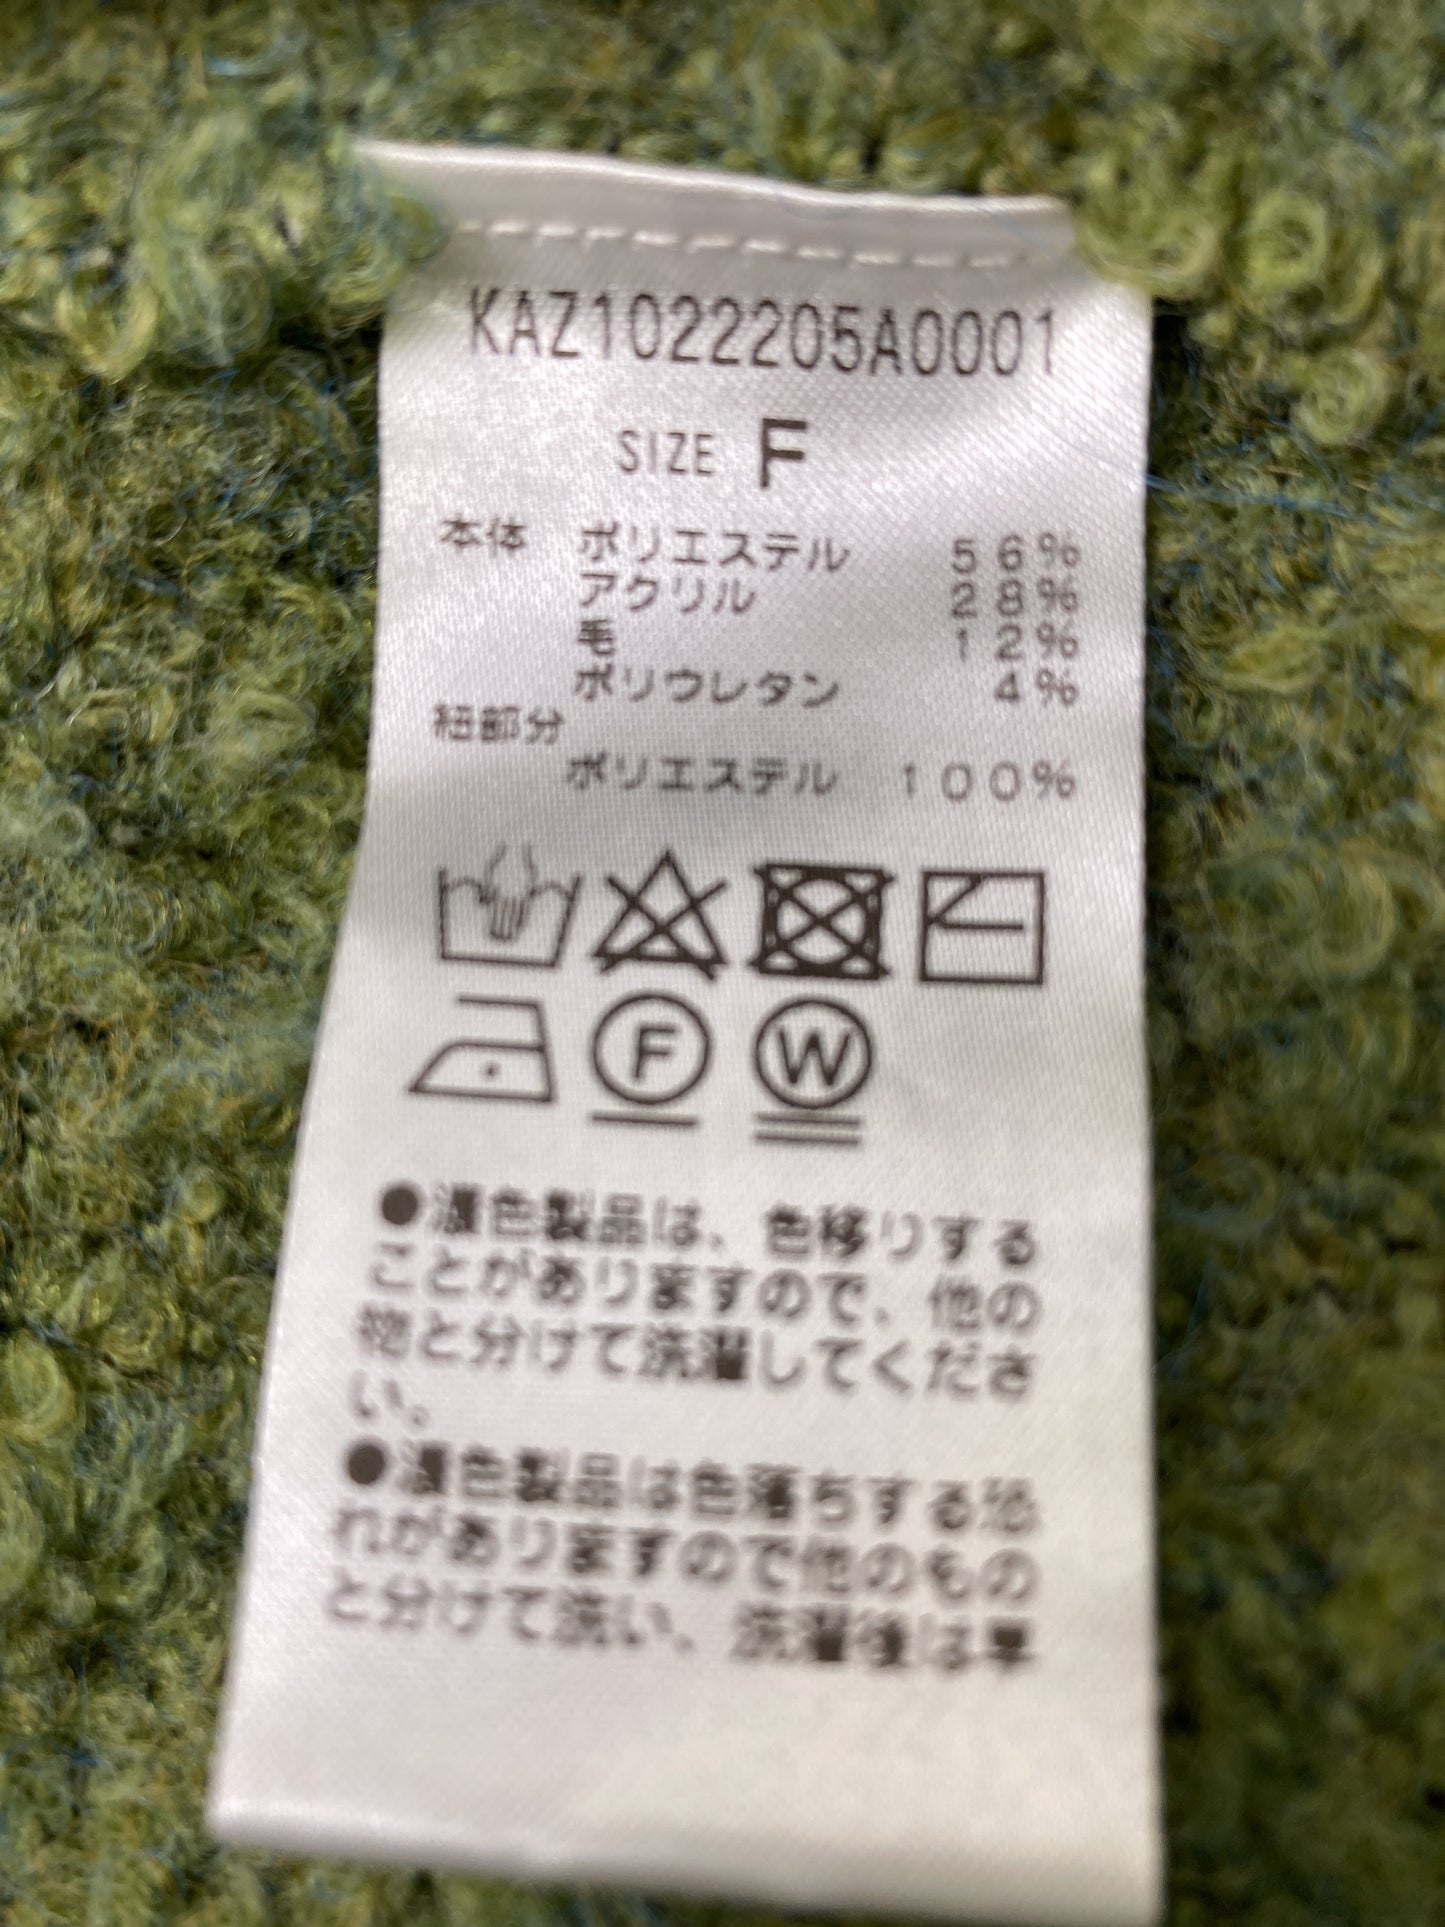 KAZ1022205A0001
SIZE F
本体 ポリエステル 56%
アクリル 28%
毛 12%
ポリウレタン 4%
紐部分
ポリエステル 100%
F W
●濃色製品は、色移りする
ことがありますので、他の
物と分けて洗濯してくださ
い。
●濃色製品は色落ちする恐
れがありますので他のもの
と分けて洗い、洗濯後は早